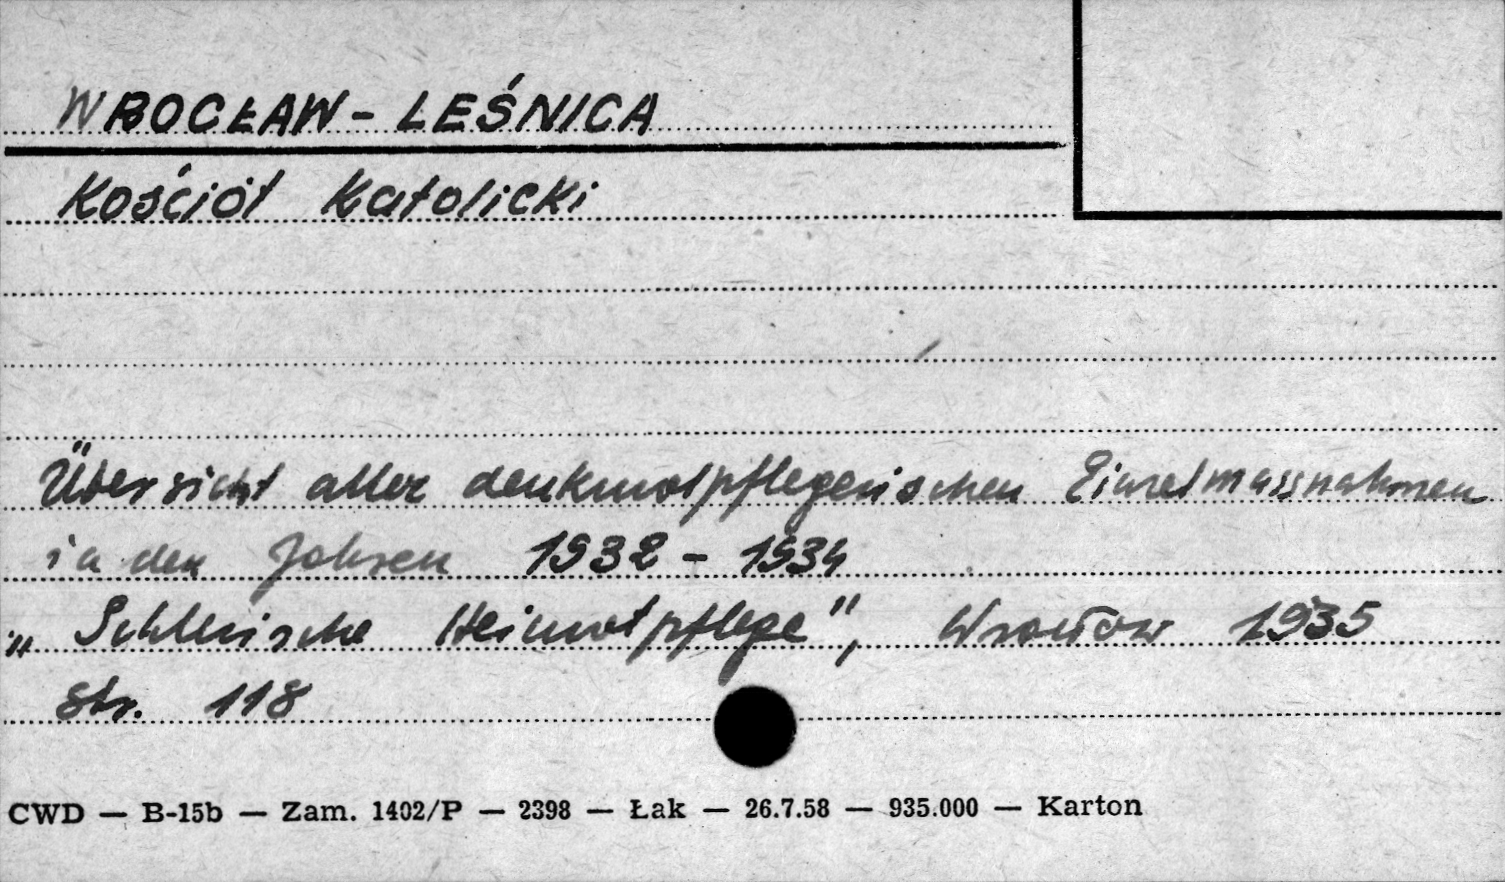 WROCŁAW - LEŚNICA
Kościół Katolicki
Übersicht aller denkmalpflegerischen Einzelmassnahmen
in den Jahren 1932 - 1934
„Schlesische Heimatpflege", Wrocław 1935
str. 118
CWD — B-15b — Zam. 1402/P — 2398 — Łak — 26.7.58 — 935.000 — Karton